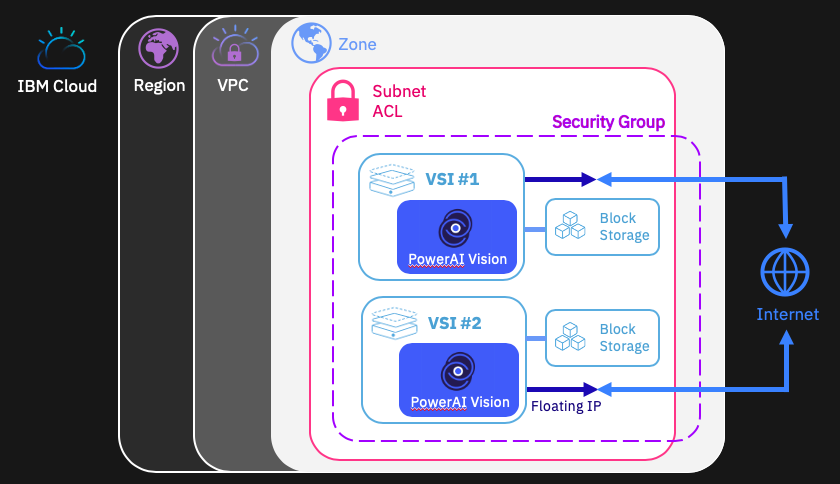 IBM Cloud
Region
VPC
Zone
Subnet
ACL
Security Group
VSI #1
PowerAI Vision
Block
Storage
VSI #2
PowerAI Vision
Block
Storage
Floating IP
Internet